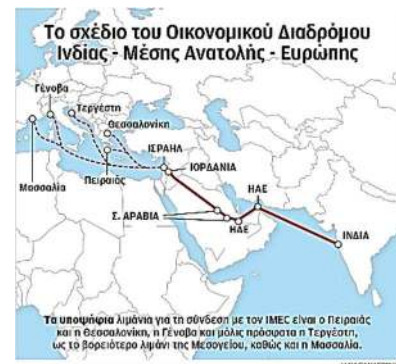 Το σχέδιο του Οικονομικού Διαδρόμου
Ινδίας - Μέσης Ανατολής - Ευρώπης
Γένοβα
Τεργέστη
Θεσσαλονίκη
ΙΣΡΑΗΛ
ΙΟΡΔΑΝΙΑ
Μασσαλία
Πειραιάς
ΗΑΕ
Σ. ΑΡΑΒΙΑ
ΗΑΕ
ΙΝΔΙΑ
Τα υποψήφια λιμάνια για τη σύνδεση με τον IMEC είναι ο Πειραιάς
και η Θεσσαλονίκη, η Γένοβα και μόλις πρόσφατα η Τεργέστη,
ως το βορειότερο λιμάνι της Μεσογείου, καθώς και η Μασσαλία.